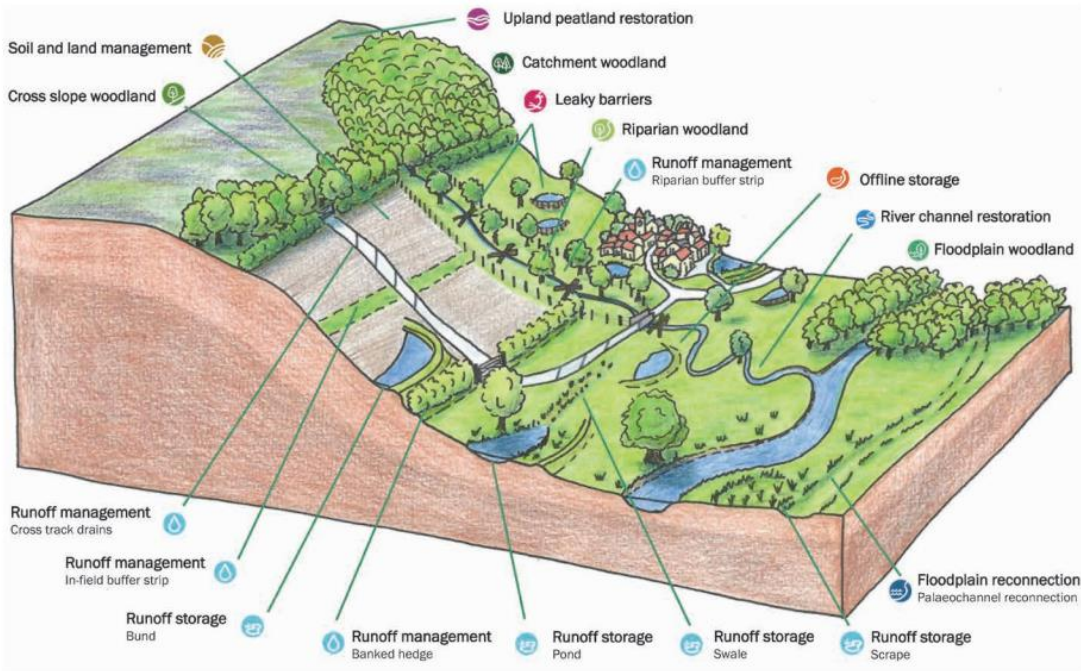 Upland peatland restoration
Soil and land management
Catchment woodland
Cross slope woodland
Leaky barriers
Riparian woodland
Runoff management
Riparian buffer strip
Offline storage
River channel restoration
Floodplain woodland
Runoff management
Cross track drains
Runoff management
In-field buffer strip
Runoff storage
Bund
Runoff management
Banked hedge
Runoff storage
Pond
Runoff storage
Swale
Runoff storage
Scrape
Floodplain reconnection
Palaeochannel reconnection